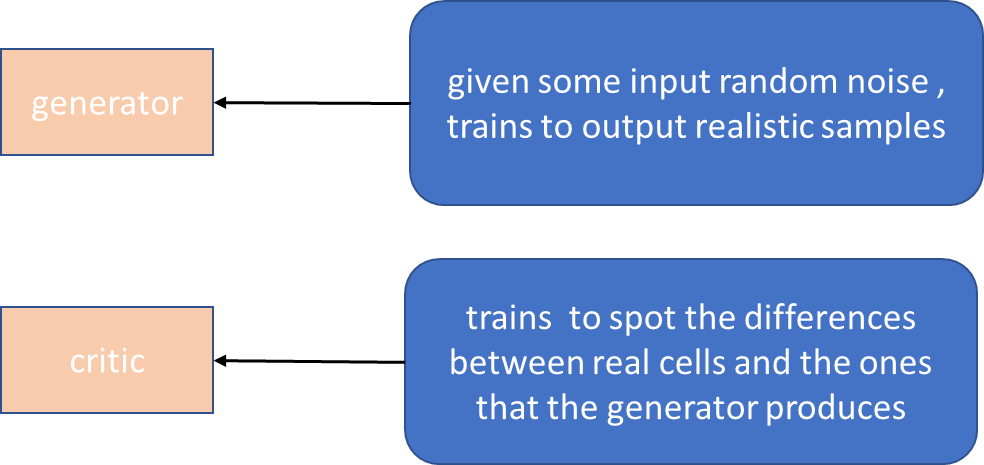 generator
given some input random noise ,
trains to output realistic samples
critic
trains  to spot the differences
between real cells and the ones
that the generator produces